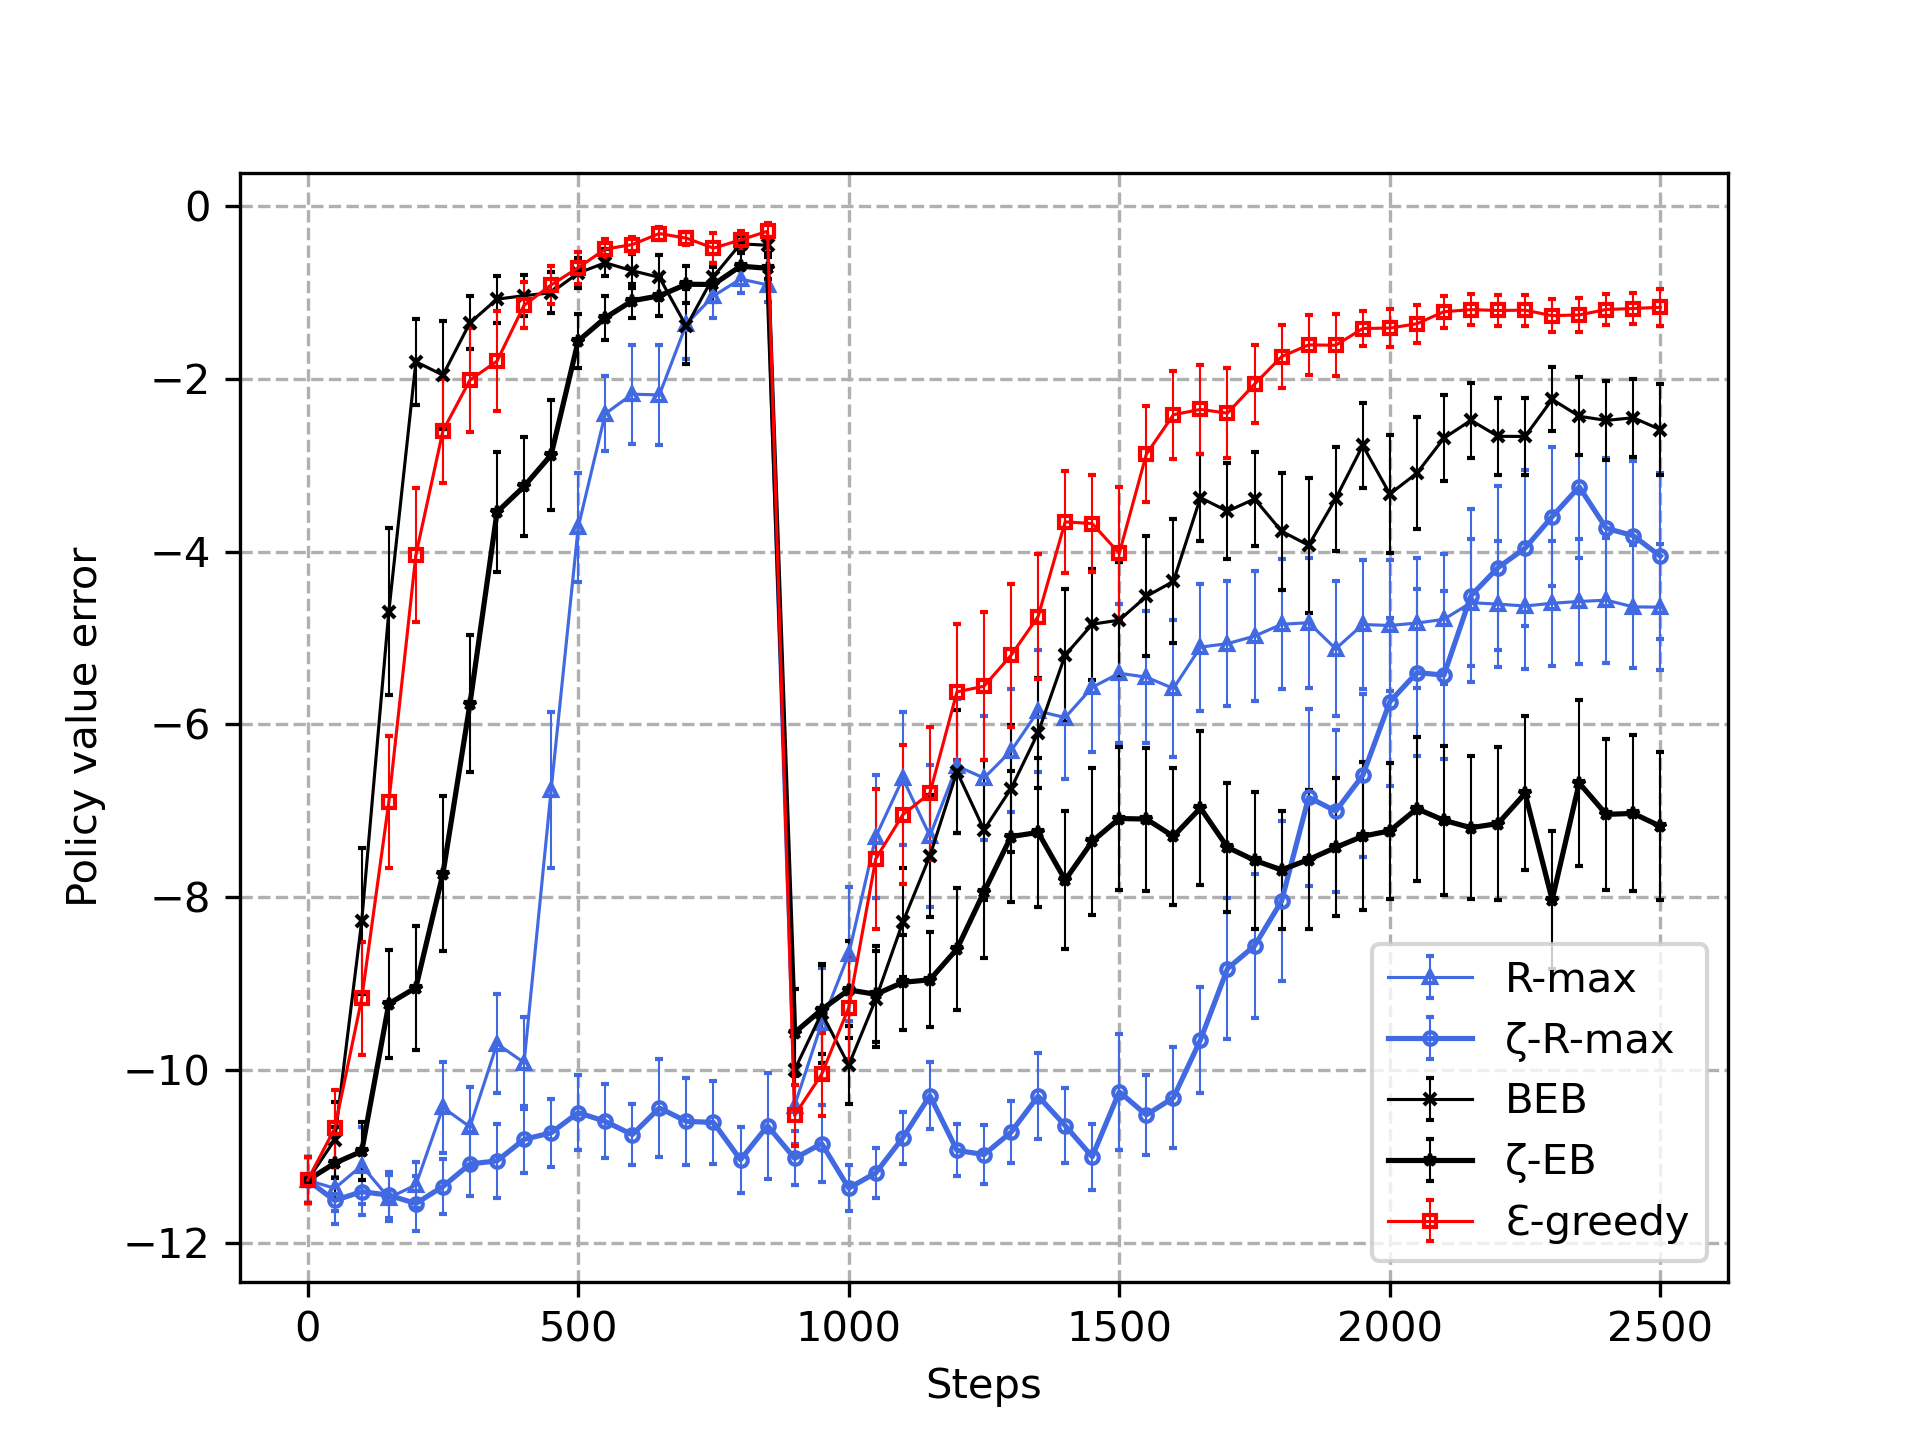 0
−2
−4
−6
−8
−10
−12
Policy value error
0 500 1000 1500 2000 2500
Steps
R-max
ζ-R-max
BEB
ζ-EB
Ɛ-greedy